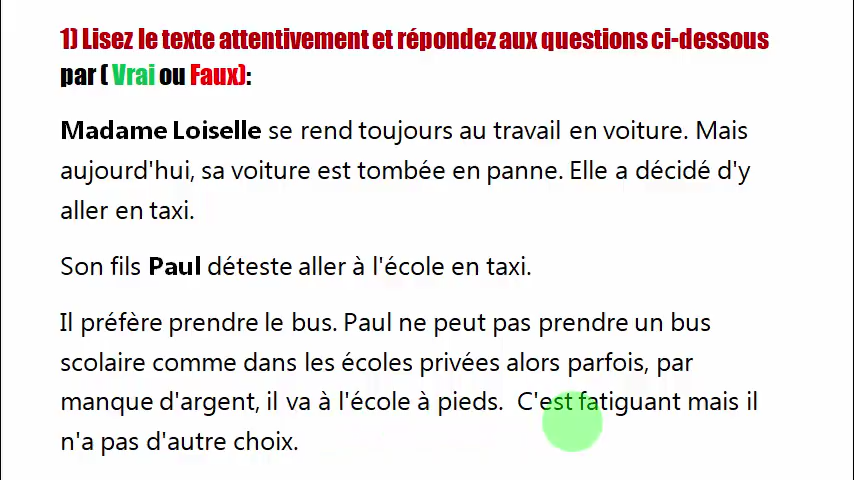 1) Lisez le texte attentivement et répondez aux questions ci-dessous
par ( Vrai ou Faux):
Madame Loiselle se rend toujours au travail en voiture. Mais
aujourd'hui, sa voiture est tombée en panne. Elle a décidé d'y
aller en taxi.
Son fils Paul déteste aller à l'école en taxi.
Il préfère prendre le bus. Paul ne peut pas prendre un bus
scolaire comme dans les écoles privées alors parfois, par
manque d'argent, il va à l'école à pieds. C'est fatiguant mais il
n'a pas d'autre choix.